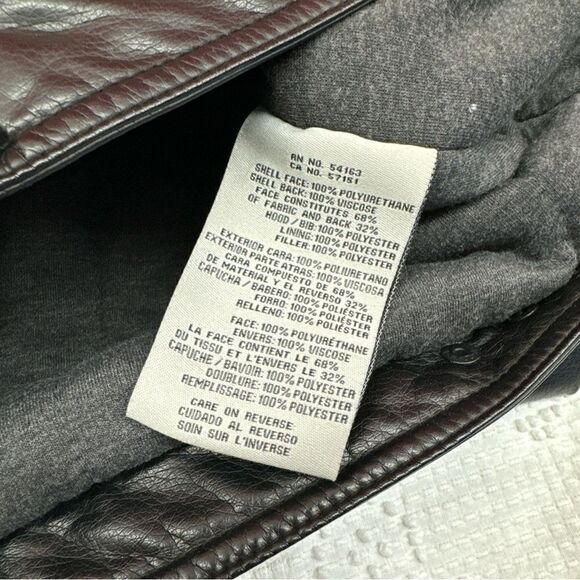 RN NO. 54163
CA NO. 57151
SHELL FACE: 100% POLYURETHANE
SHELL BACK: 100% VISCOSE
FACE CONSTITUTES 68%
OF FABRIC AND BACK 32%
HOOD/BIB: 100% POLYESTER
LINING: 100% POLYESTER
FILLER: 100% POLYESTER
EXTERIOR CARA: 100% POLIURETANO
EXTERIOR PARTE ATRAS: 100% VISCOSA
DE CARA COMPUESTO DE 68%
DE MATERIAL Y EL REVERSO 32%
CAPUCHA/BABERO: 100% POLIÉSTER
FORRO: 100% POLIÉSTER
RELLENO: 100% POLIÉSTER
FACE: 100% POLYURÉTHANE
ENVERS: 100% VISCOSE
LA FACE CONTIENT LE 68%
DU TISSU ET L'ENVERS LE 32%
CAPUCHE/BAVOIR: 100% POLYESTER
DOUBLURE: 100% POLYESTER
REMPLISSAGE: 100% POLYESTER
CARE ON REVERSE
CUIDADO AL REVERSO
SOIN SUR L'INVERSE